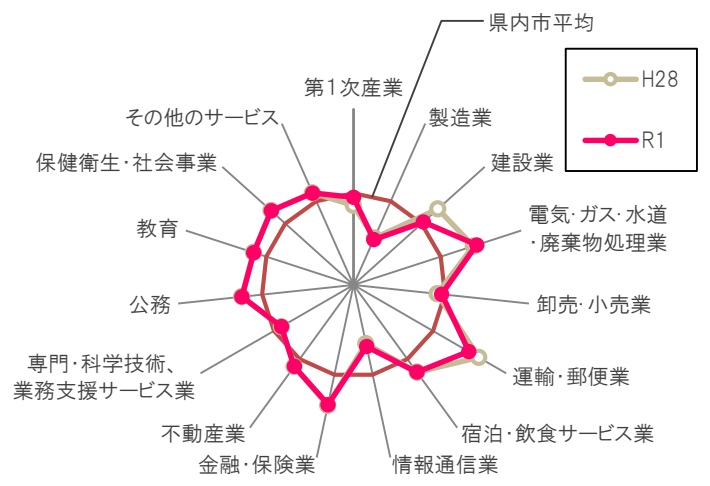 県内市平均
H28
R1
第1次産業
製造業
建設業
電気・ガス・水道
・廃棄物処理業
卸売・小売業
運輸・郵便業
宿泊・飲食サービス業
情報通信業
金融・保険業
不動産業
専門・科学技術、
業務支援サービス業
公務
教育
保健衛生・社会事業
その他のサービス